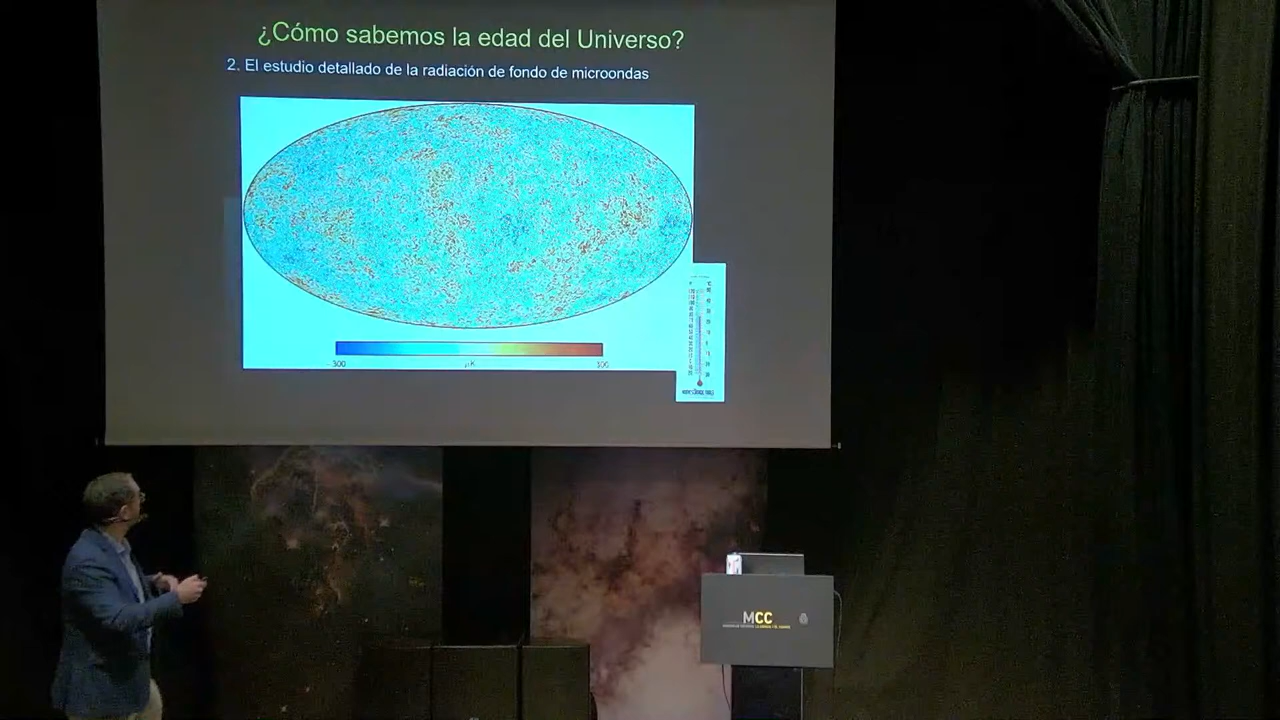 ¿Cómo sabemos la edad del Universo?
2. El estudio detallado de la radiación de fondo de microondas
300
µK
300
MCC